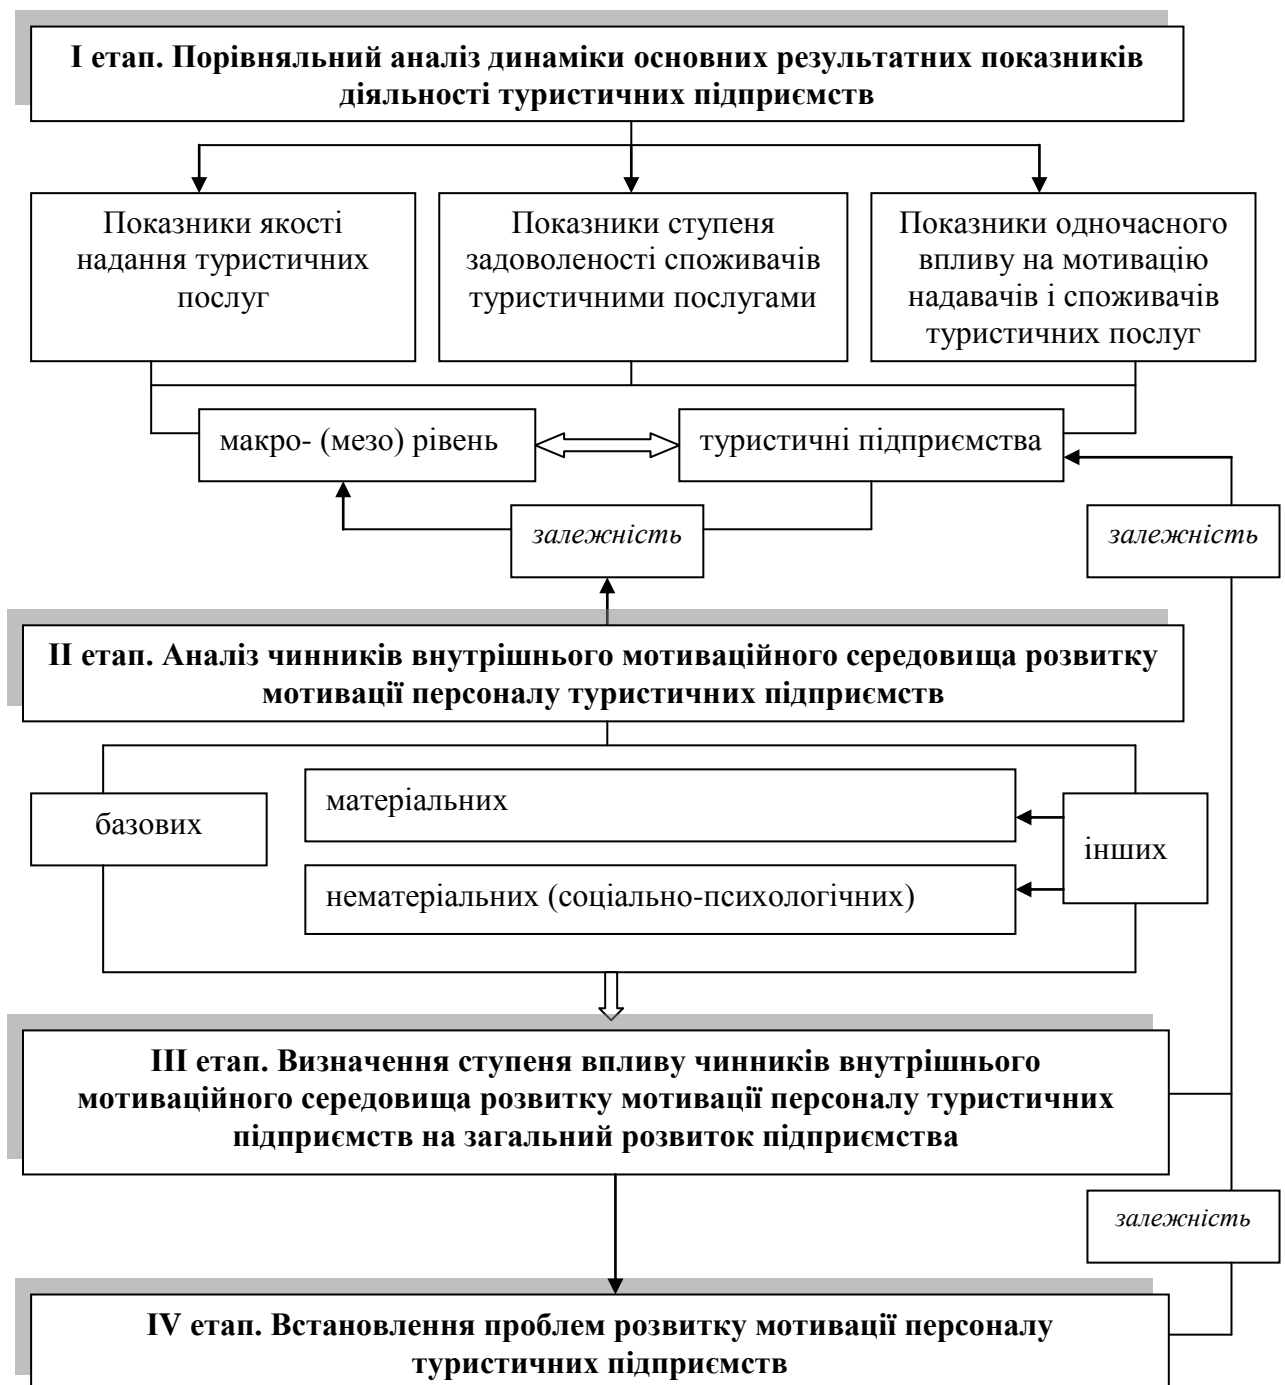 І етап. Порівняльний аналіз динаміки основних результатних показників
діяльності туристичних підприємств
Показники якості
надання туристичних
послуг
Показники ступеня
задоволеності споживачів
туристичними послугами
Показники одночасного
впливу на мотивацію
надавачів і споживачів
туристичних послуг
макро- (мезо) рівень
туристичні підприємства
залежність
залежність
ІІ етап. Аналіз чинників внутрішнього мотиваційного середовища розвитку
мотивації персоналу туристичних підприємств
базових
матеріальних
нематеріальних (соціально-психологічних)
інших
ІІІ етап. Визначення ступеня впливу чинників внутрішнього
мотиваційного середовища розвитку мотивації персоналу туристичних
підприємств на загальний розвиток підприємства
залежність
IV етап. Встановлення проблем розвитку мотивації персоналу
туристичних підприємств